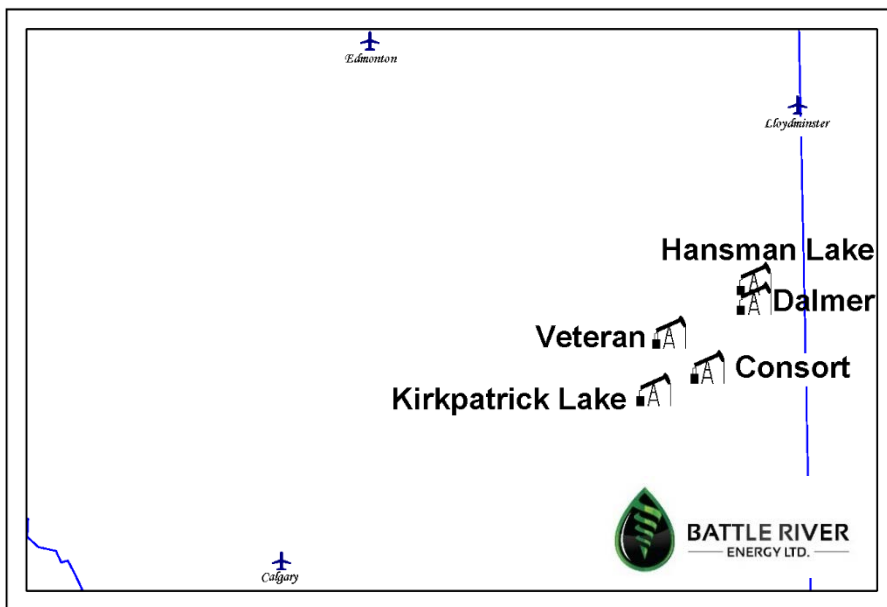 Edmonton
Lloydminster
Hansman Lake
Dalmer
Veteran
Consort
Kirkpatrick Lake
BATTLE RIVER
ENERGY LTD.
Calgary